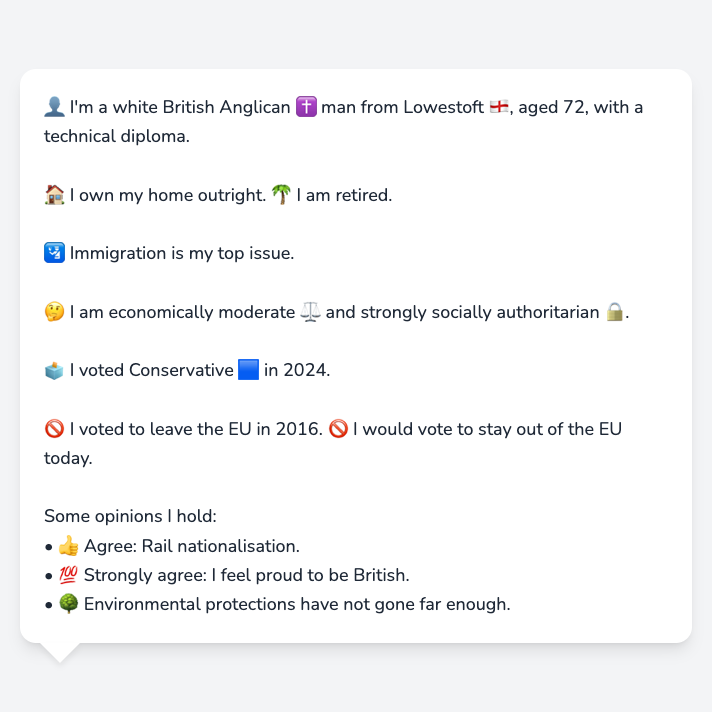 👤 I'm a white British Anglican ✝️ man from Lowestoft 🏴󠁧󠁢󠁥󠁮󠁧󠁿, aged 72, with a
technical diploma.
🏠 I own my home outright. 🌴 I am retired.
🛂 Immigration is my top issue.
🤔 I am economically moderate ⚖️ and strongly socially authoritarian 🔒.
🗳️ I voted Conservative 🟦 in 2024.
🚫 I voted to leave the EU in 2016. 🚫 I would vote to stay out of the EU
today.
Some opinions I hold:
• 👍 Agree: Rail nationalisation.
• 💯 Strongly agree: I feel proud to be British.
• 🌳 Environmental protections have not gone far enough.